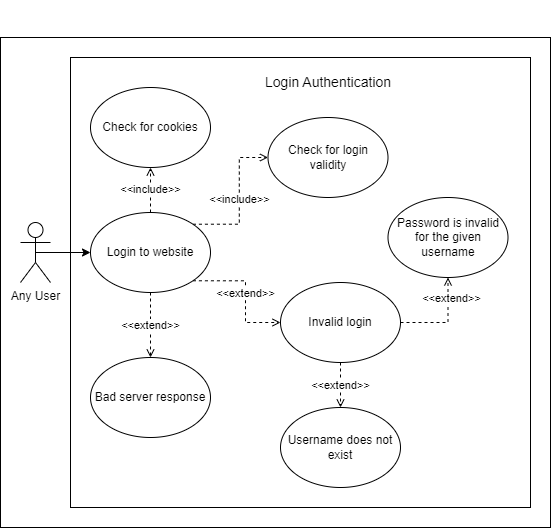 Login Authentication
Check for cookies
Check for login
validity
<<include>>
<<include>>
Password is invalid
for the given
username
Login to website
Any User
<<extend>>
<<extend>>
<<extend>>
Invalid login
<<extend>>
Bad server response
Username does not
exist